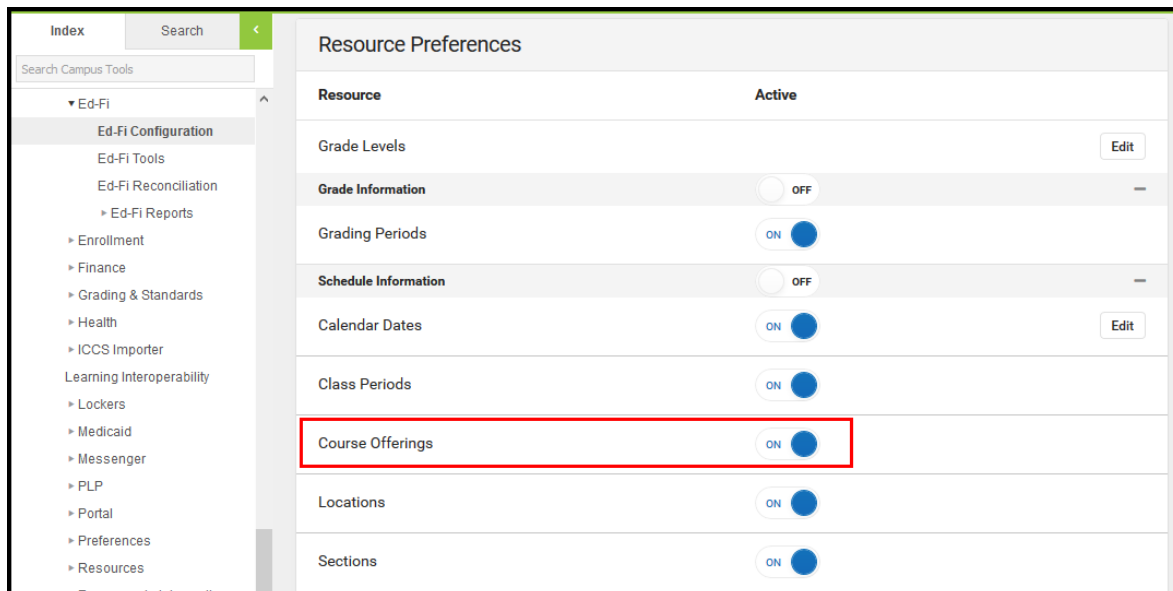 Index
Search
Search Campus Tools
Ed-Fi
Ed-Fi Configuration
Ed-Fi Tools
Ed-Fi Reconciliation
Ed-Fi Reports
Enrollment
Finance
Grading & Standards
Health
ICCS Importer
Learning Interoperability
Lockers
Medicaid
Messenger
PLP
Portal
Preferences
Resources
Resource Preferences
Resource Active
Grade Levels Edit
Grade Information OFF
Grading Periods ON
Schedule Information OFF
Calendar Dates ON Edit
Class Periods ON
Course Offerings ON
Locations ON
Sections ON